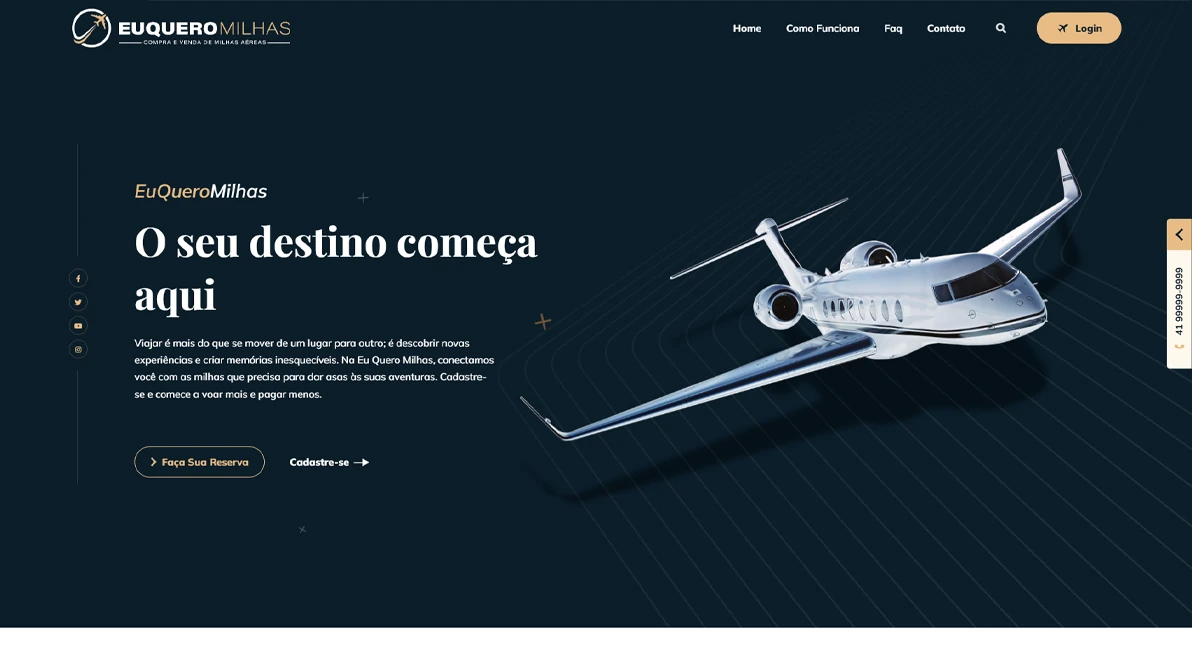 EUQUEROMILHAS
COMPRA E VENDA DE MILHAS AÉREAS
Home Como Funciona Faq Contato Login
EuQueroMilhas
O seu destino começa
aqui
Viajar é mais do que se mover de um lugar para outro; é descobrir novas
experiências e criar memórias inesquecíveis. Na Eu Quero Milhas, conectamos
você com as milhas que precisa para dar asas às suas aventuras. Cadastre-
se e comece a voar mais e pagar menos.
Faça Sua Reserva Cadastre-se
41 99999-9999